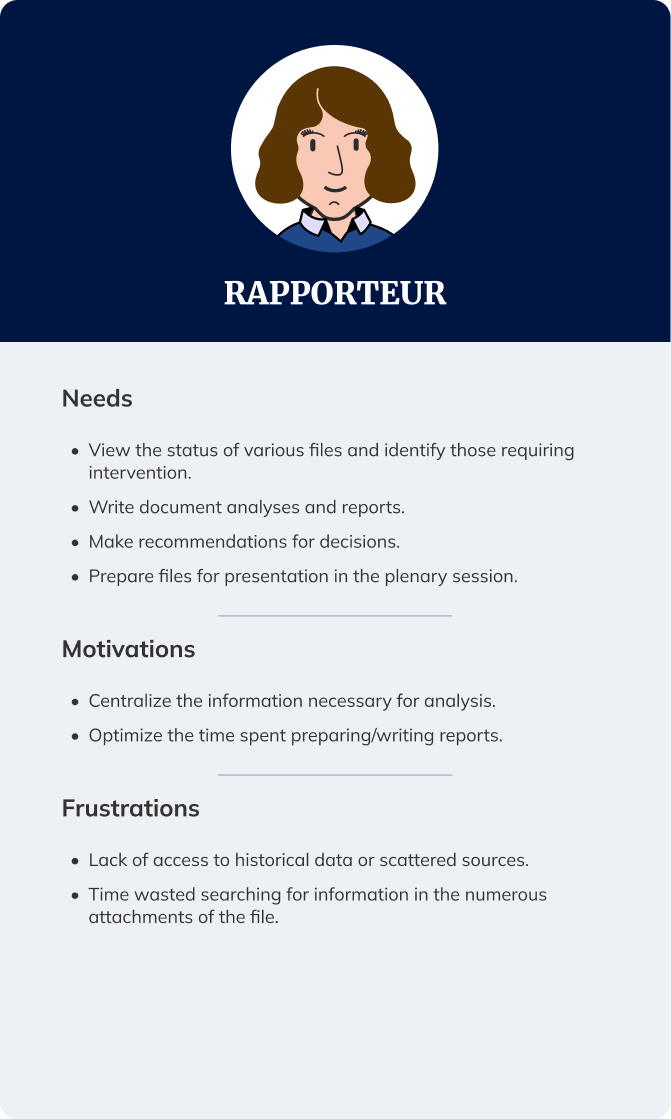 RAPPORTEUR
Needs
• View the status of various files and identify those requiring
intervention.
• Write document analyses and reports.
• Make recommendations for decisions.
• Prepare files for presentation in the plenary session.
Motivations
• Centralize the information necessary for analysis.
• Optimize the time spent preparing/writing reports.
Frustrations
• Lack of access to historical data or scattered sources.
• Time wasted searching for information in the numerous
attachments of the file.